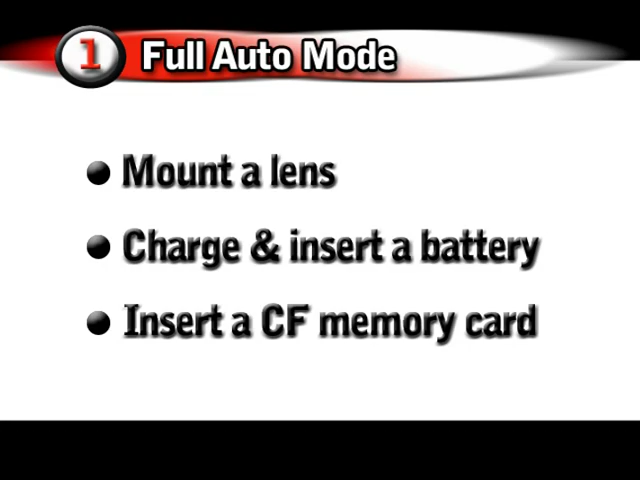 1 Full Auto Mode
Mount a lens
Charge & insert a battery
Insert a CF memory card